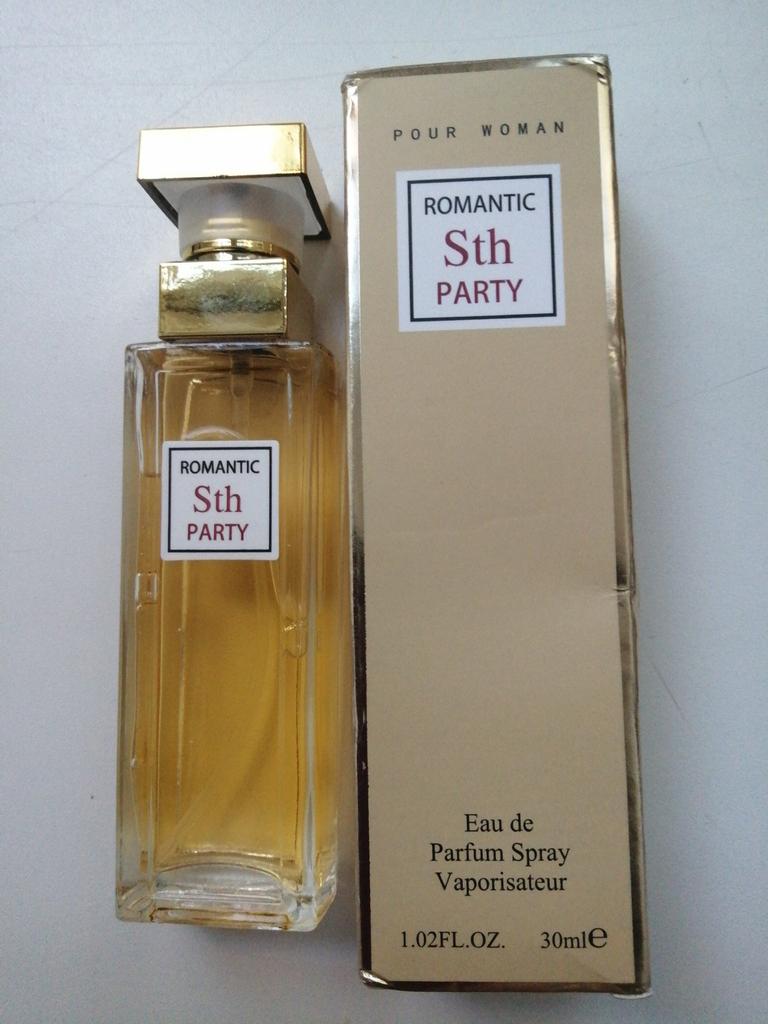 ROMANTIC
Sth
PARTY
POUR WOMAN
ROMANTIC
Sth
PARTY
Eau de
Parfum Spray
Vaporisateur
1.02FL.OZ. 30ml℮